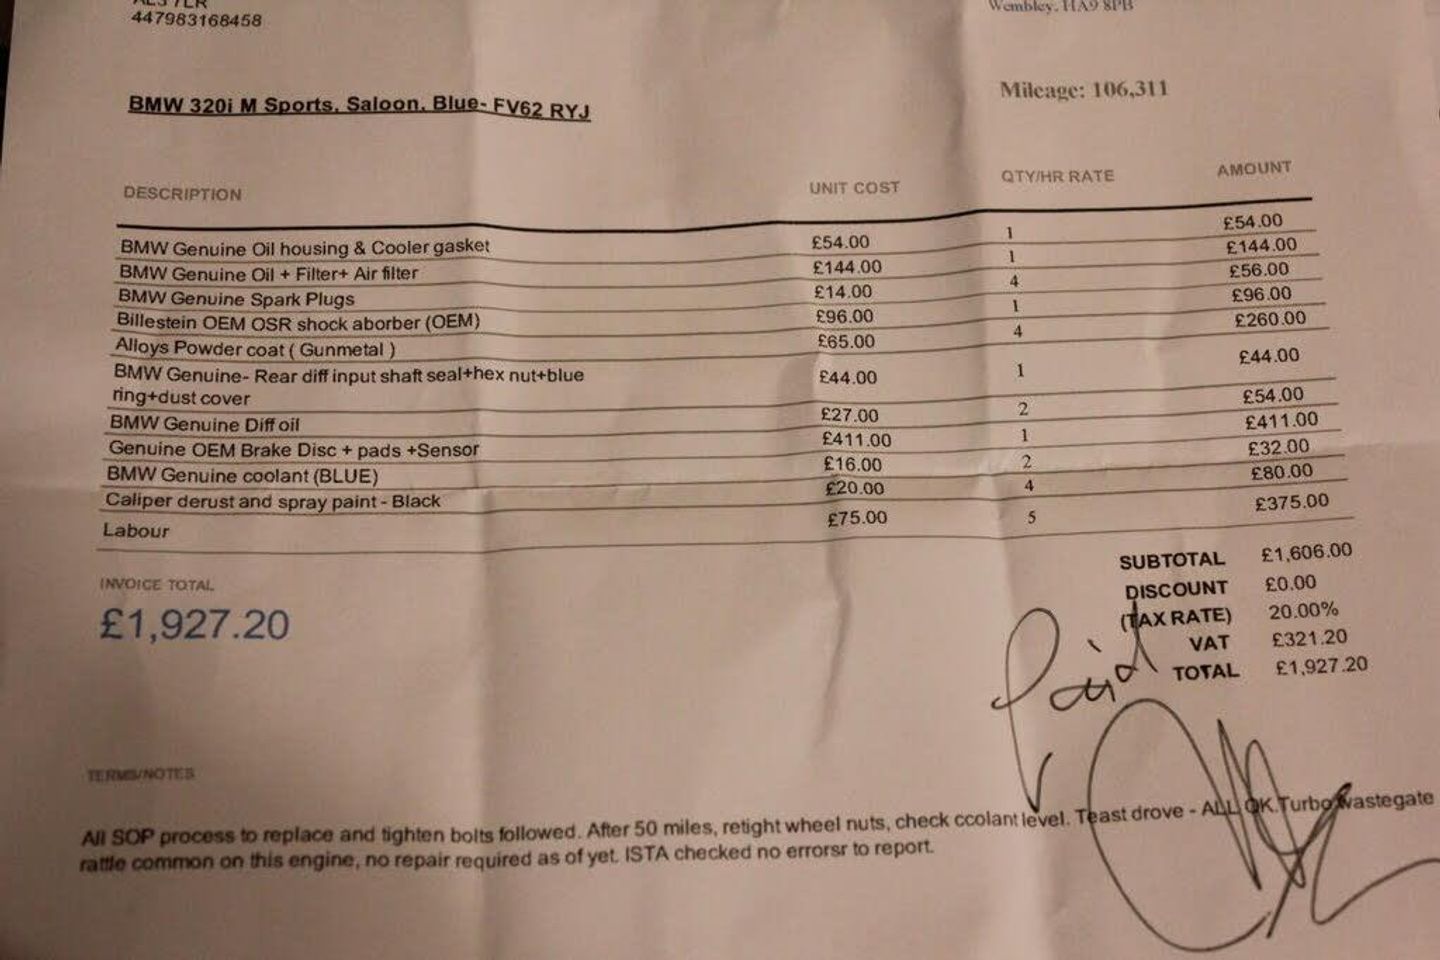 447983168458
Wembley, HA9 8PB
BMW 320i M Sports, Saloon, Blue- FV62 RYJ
Mileage: 106,311
DESCRIPTION UNIT COST QTY/HR RATE AMOUNT
BMW Genuine Oil housing & Cooler gasket £54.00 1 £54.00
BMW Genuine Oil + Filter+ Air filter £144.00 1 £144.00
BMW Genuine Spark Plugs £14.00 4 £56.00
Billestein OEM OSR shock aborber (OEM) £96.00 1 £96.00
Alloys Powder coat ( Gunmetal ) £65.00 4 £260.00
BMW Genuine- Rear diff input shaft seal+hex nut+blue £44.00 1 £44.00
ring+dust cover
BMW Genuine Diff oil £27.00 2 £54.00
Genuine OEM Brake Disc + pads +Sensor £411.00 1 £411.00
BMW Genuine coolant (BLUE) £16.00 2 £32.00
Caliper derust and spray paint - Black £20.00 4 £80.00
Labour £75.00 5 £375.00
SUBTOTAL £1,606.00
DISCOUNT £0.00
(TAX RATE) 20.00%
VAT £321.20
TOTAL £1,927.20
INVOICE TOTAL
£1,927.20
Paid
TERMS/NOTES
All SOP process to replace and tighten bolts followed. After 50 miles, retight wheel nuts, check ccolant level. Teast drove - ALL OK.Turbo wastegate
rattle common on this engine, no repair required as of yet. ISTA checked no errorsr to report.